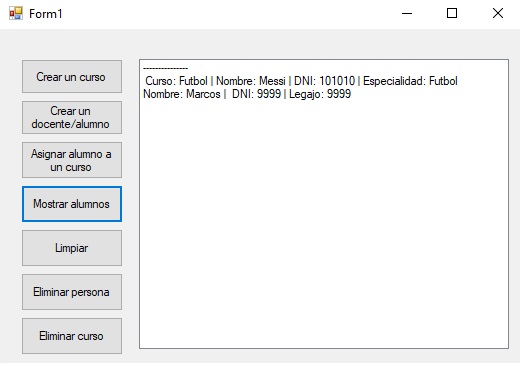 Form1
Crear un curso
Crear un
docente/alumno
Asignar alumno a
un curso
Mostrar alumnos
Limpiar
Eliminar persona
Eliminar curso
---------------
Curso: Futbol | Nombre: Messi | DNI: 101010 | Especialidad: Futbol
Nombre: Marcos |  DNI: 9999 | Legajo: 9999